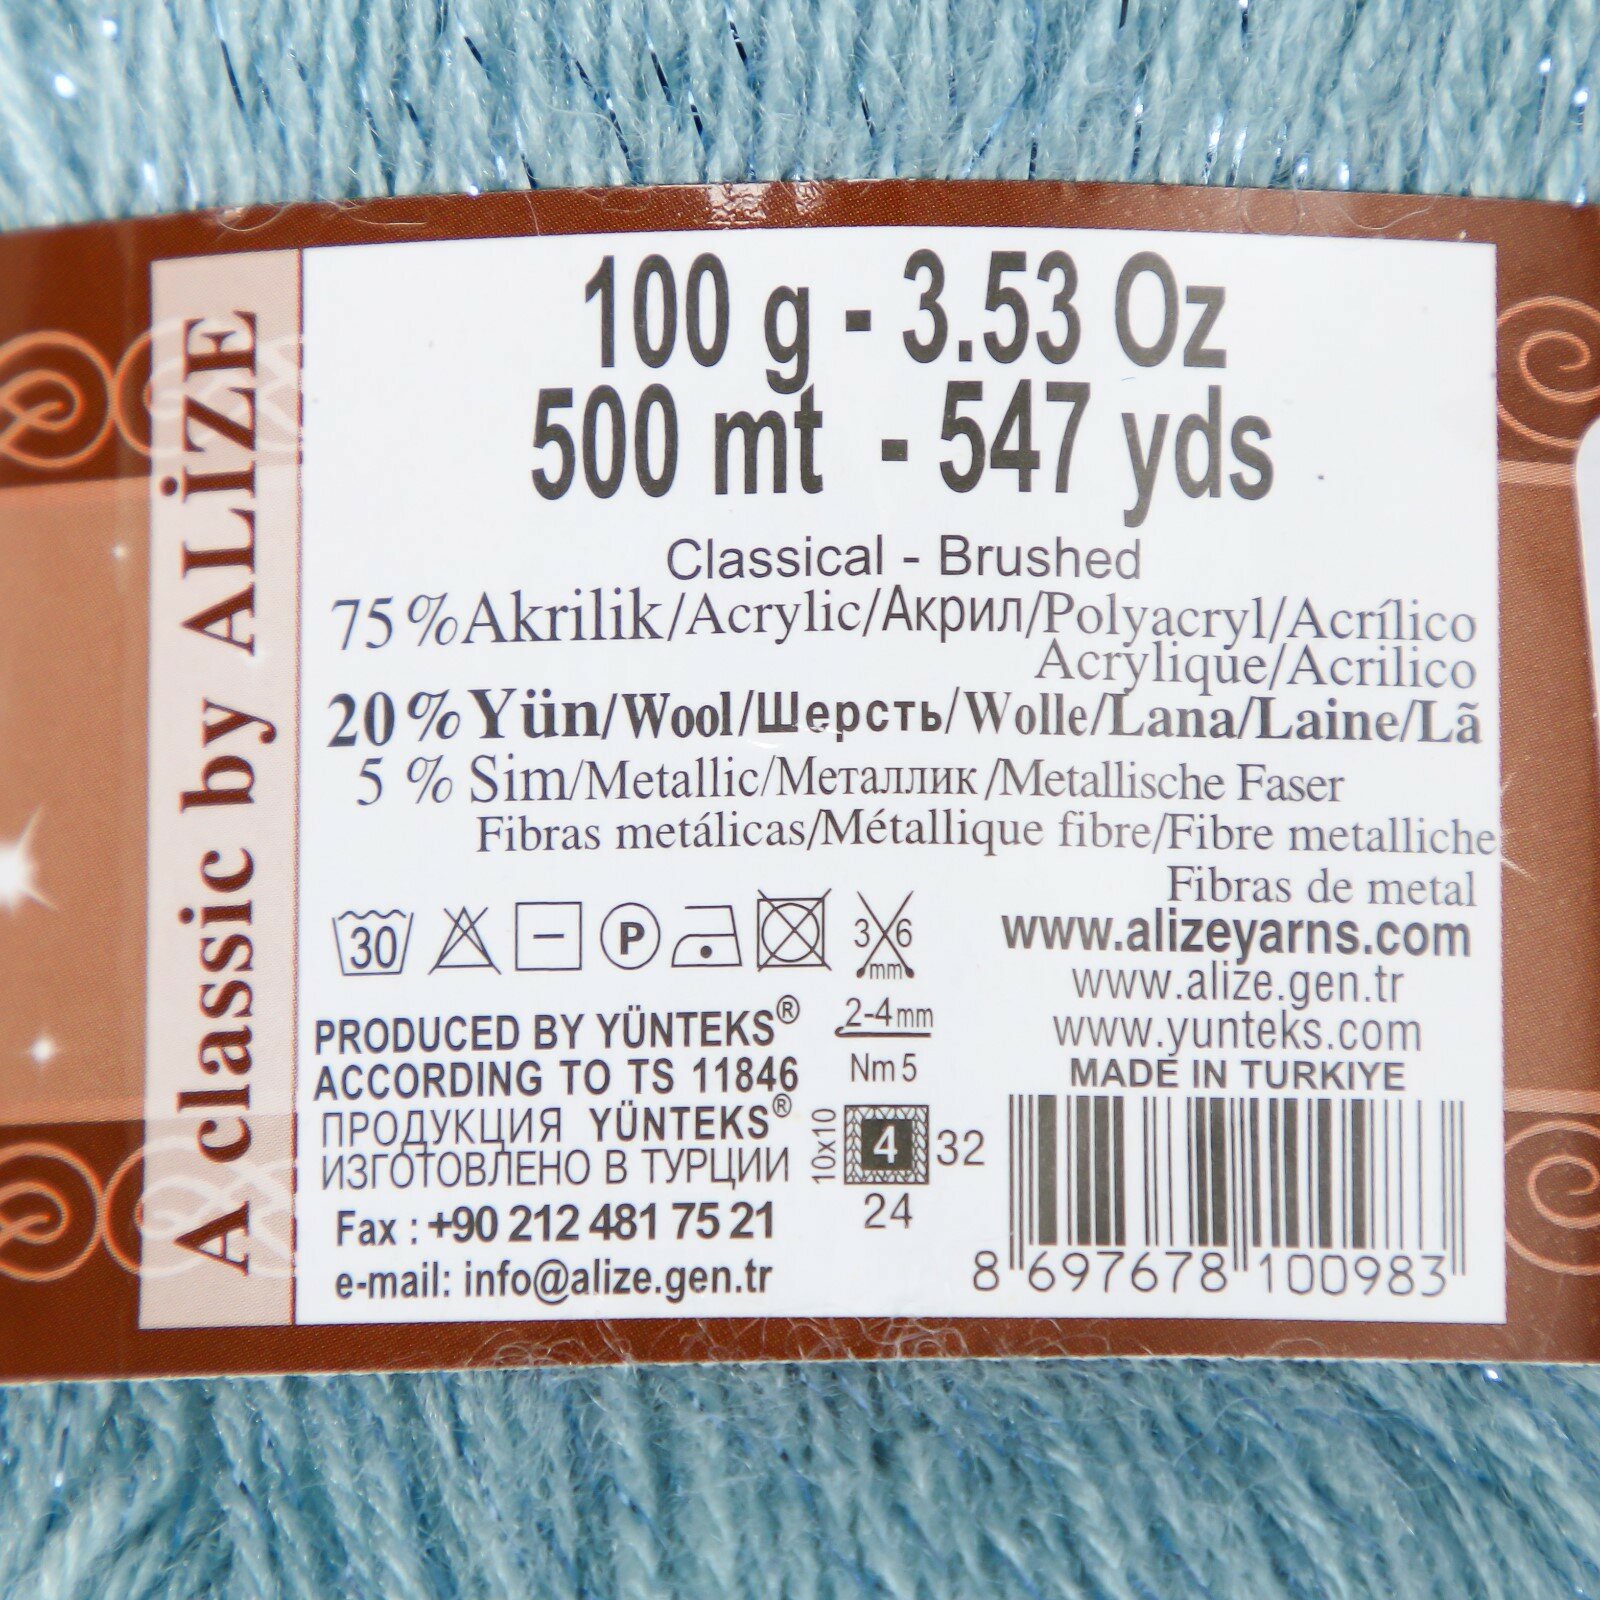 A classic by ALİZE
100 g - 3.53 Oz
500 mt - 547 yds
Classical - Brushed
75 % Akrilik/Acrylic/Акрил/Polyacryl/Acrílico
Acrylique/Acrilico
20 % Yün/Wool/Шерсть/Wolle/Lana/Laine/Lã
5 % Sim/Metallic/Металлик/Metallische Faser
Fibras metálicas/Métallique fibre/Fibre metalliche
Fibras de metal
30 P 3 6 mm
2-4 mm
Nm 5
10x10 4 32
24
PRODUCED BY YÜNTEKS®
ACCORDING TO TS 11846
ПРОДУКЦИЯ YÜNTEKS®
ИЗГОТОВЛЕНО В ТУРЦИИ
Fax : +90 212 481 75 21
e-mail: info@alize.gen.tr
www.alizeyarns.com
www.alize.gen.tr
www.yunteks.com
MADE IN TURKIYE
8 697678 100983